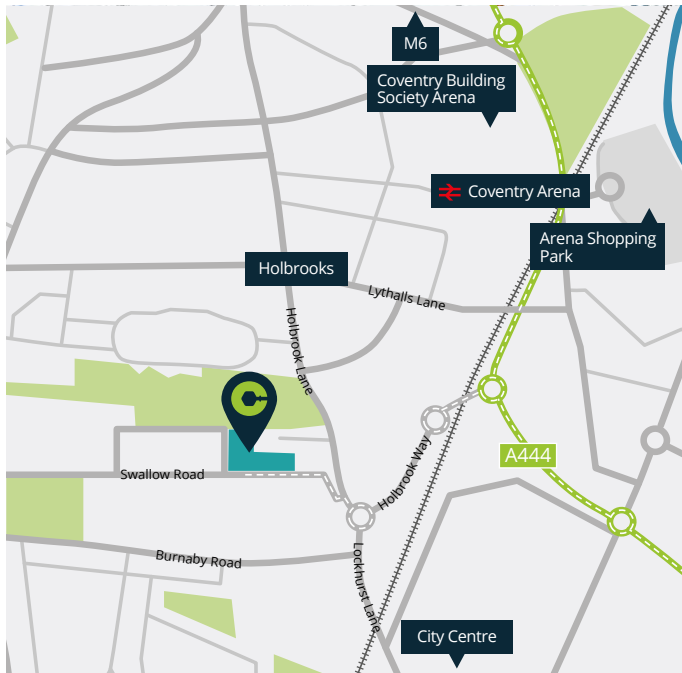 M6
Coventry Building
Society Arena
Coventry Arena
Arena Shopping
Park
Holbrooks
Lythalls Lane
Holbrook Lane
A444
Holbrook Way
Swallow Road
Burnaby Road
Lockhurst Lane
City Centre